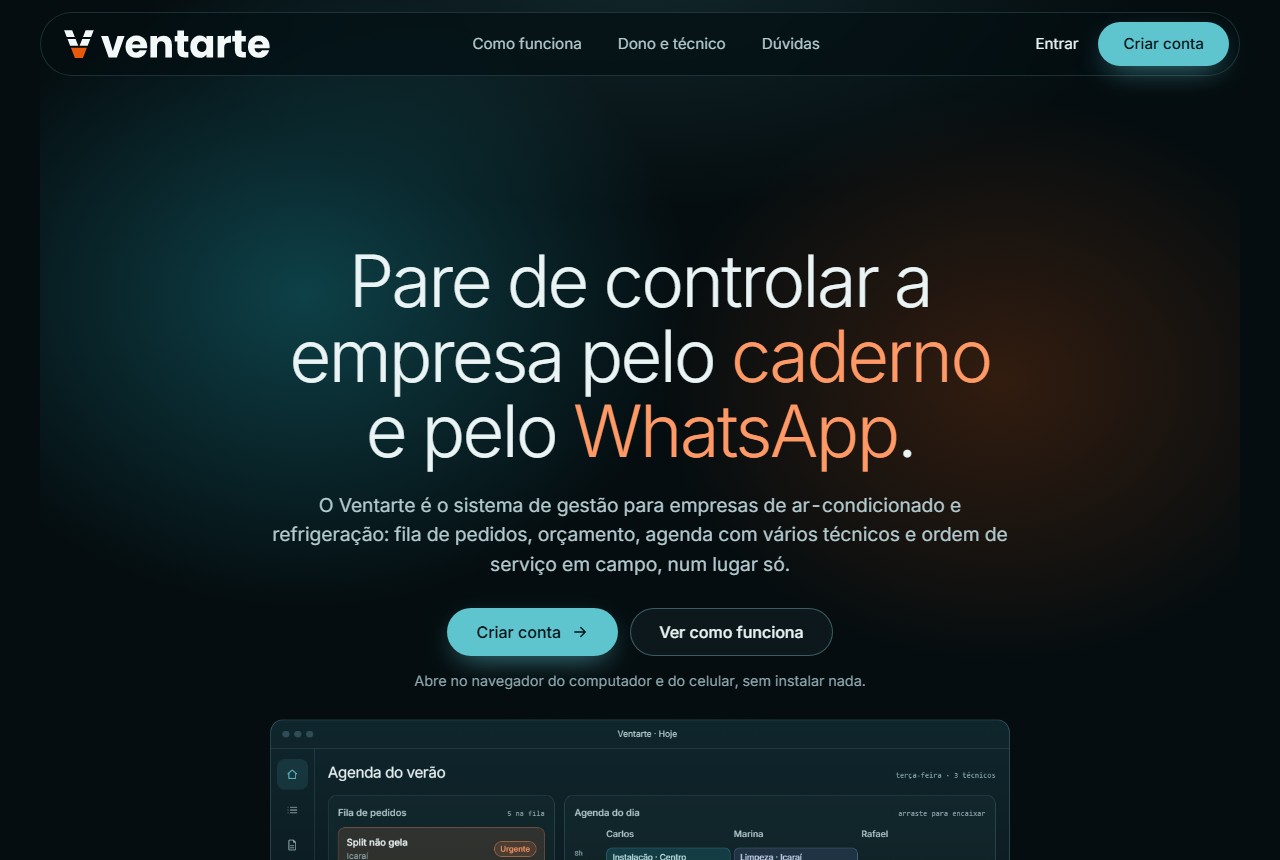 ventarte
Como funciona
Dono e técnico
Dúvidas
Entrar
Criar conta
Pare de controlar a
empresa pelo caderno
e pelo WhatsApp.
O Ventarte é o sistema de gestão para empresas de ar-condicionado e
refrigeração: fila de pedidos, orçamento, agenda com vários técnicos e ordem de
serviço em campo, num lugar só.
Criar conta →
Ver como funciona
Abre no navegador do computador e do celular, sem instalar nada.
Ventarte · Hoje
Agenda do verão
terça-feira · 3 técnicos
Fila de pedidos
5 na fila
Split não gela
Icaraí
Urgente
Agenda do dia
arraste para encaixar
Carlos
Marina
Rafael
8h
Instalação · Centro
Limpeza · Icaraí